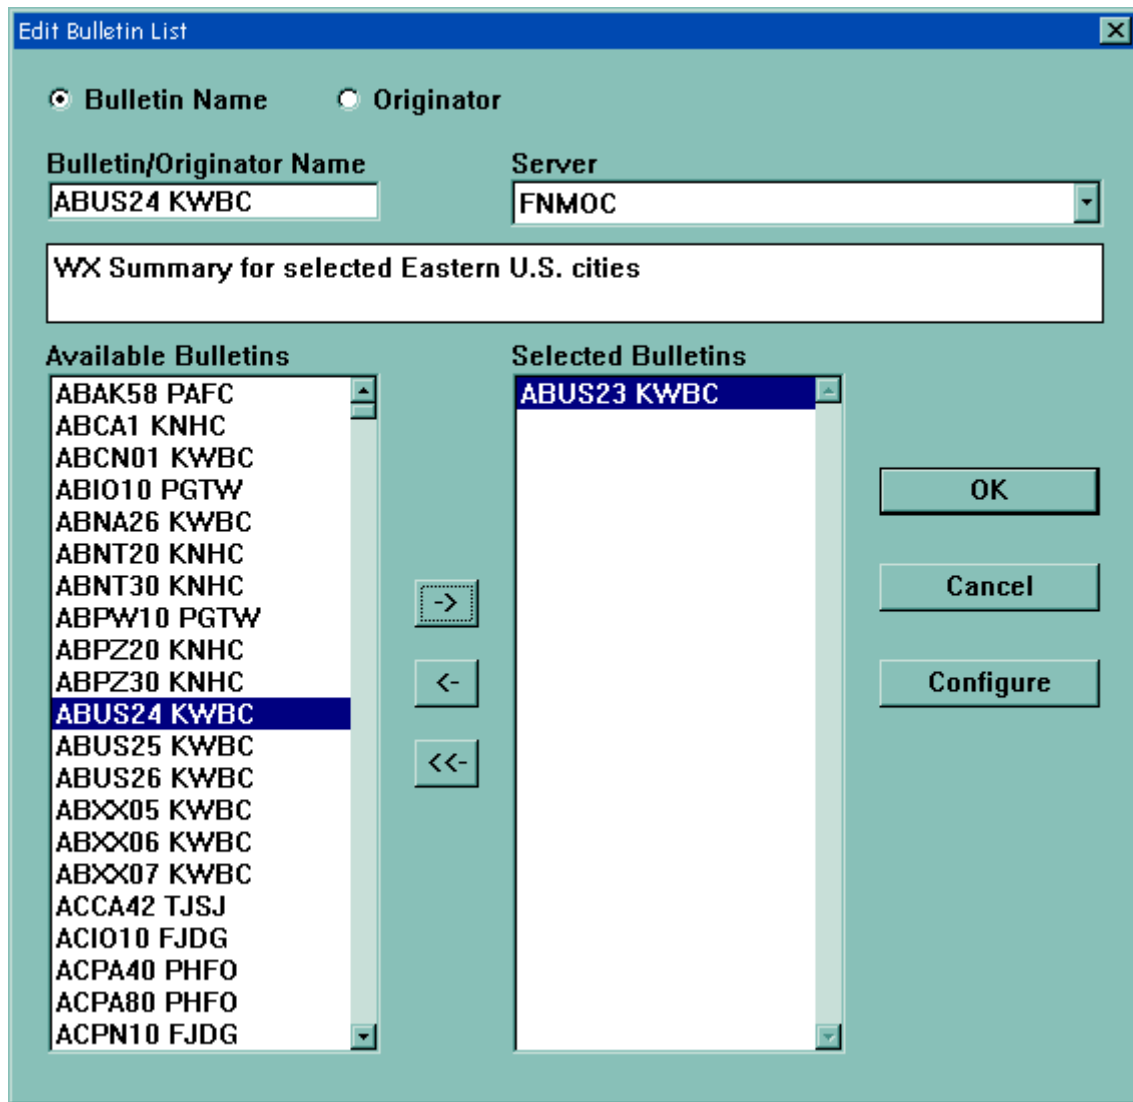 Edit Bulletin List
Bulletin Name
Originator
Bulletin/Originator Name
Server
ABUS24 KWBC
FNMOC
WX Summary for selected Eastern U.S. cities
Available Bulletins
ABAK58 PAFC
ABCA1 KNHC
ABCN01 KWBC
ABIO10 PGTW
ABNA26 KWBC
ABNT20 KNHC
ABNT30 KNHC
ABPW10 PGTW
ABPZ20 KNHC
ABPZ30 KNHC
ABUS24 KWBC
ABUS25 KWBC
ABUS26 KWBC
ABXX05 KWBC
ABXX06 KWBC
ABXX07 KWBC
ACCA42 TJSJ
ACIO10 FJDG
ACPA40 PHFO
ACPA80 PHFO
ACPN10 FJDG
->
<-
<<-
Selected Bulletins
ABUS23 KWBC
OK
Cancel
Configure